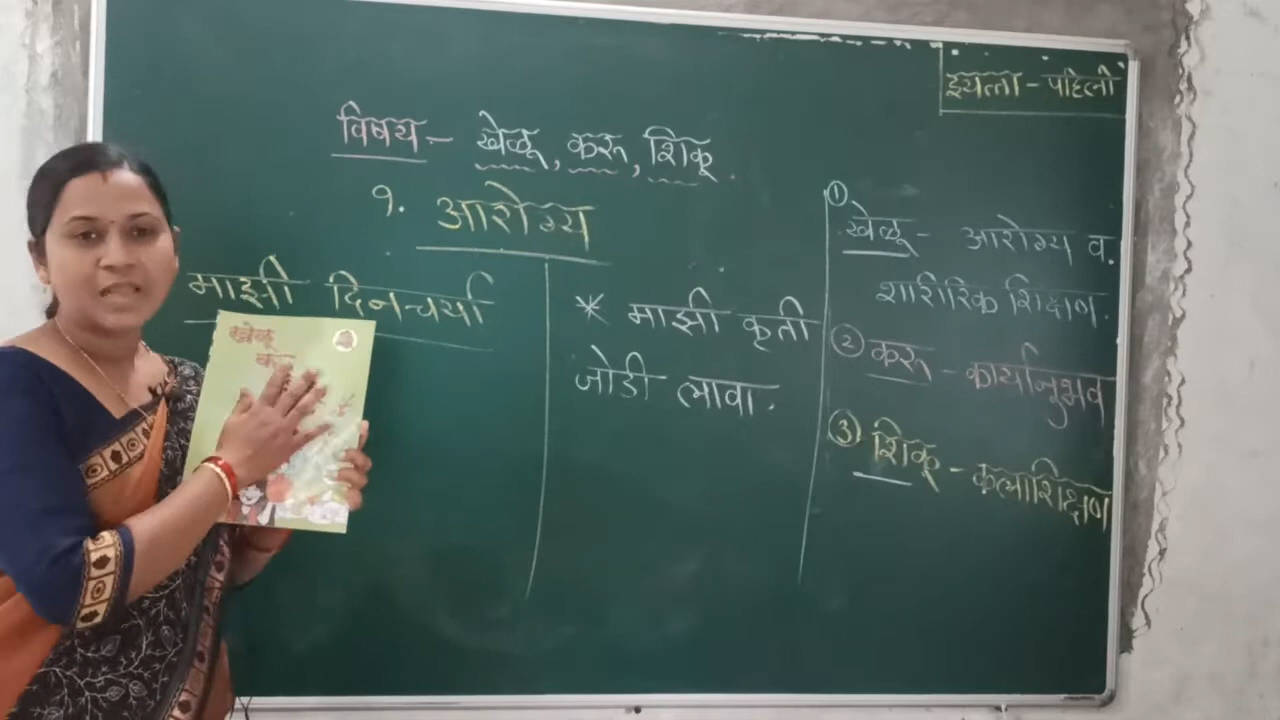 इयत्ता - पहिली
विषय - खेळू, करू, शिकू.
१. आरोग्य
माझी दिनचर्या
* माझी कृती
जोडी लावा.
① खेळू - आरोग्य व.
शारीरिक शिक्षण.
② करू - कार्यानुभव
③ शिकू - कलाशिक्षण
खेळू